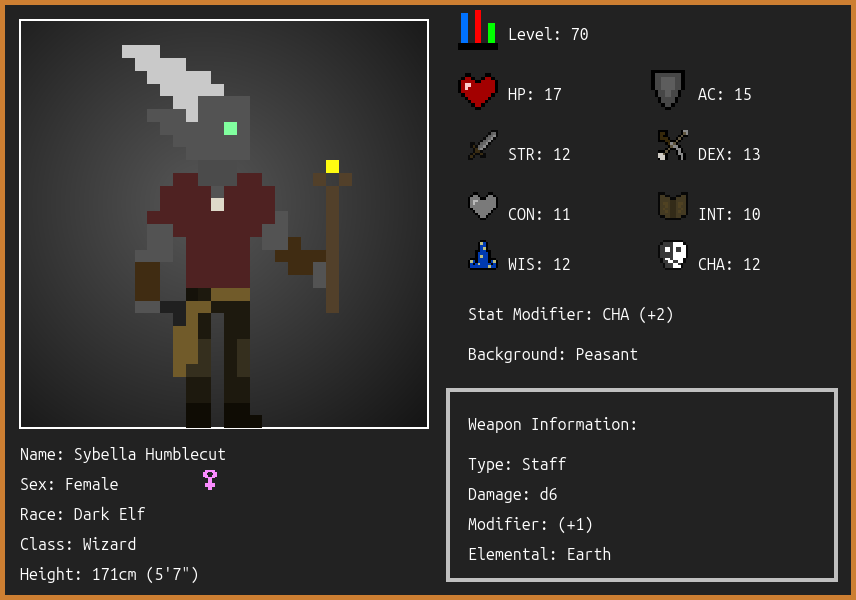 Level: 70
HP: 17
AC: 15
STR: 12
DEX: 13
CON: 11
INT: 10
WIS: 12
CHA: 12
Stat Modifier: CHA (+2)
Background: Peasant
Weapon Information:
Type: Staff
Damage: d6
Modifier: (+1)
Elemental: Earth
Name: Sybella Humblecut
Sex: Female
Race: Dark Elf
Class: Wizard
Height: 171cm (5'7")